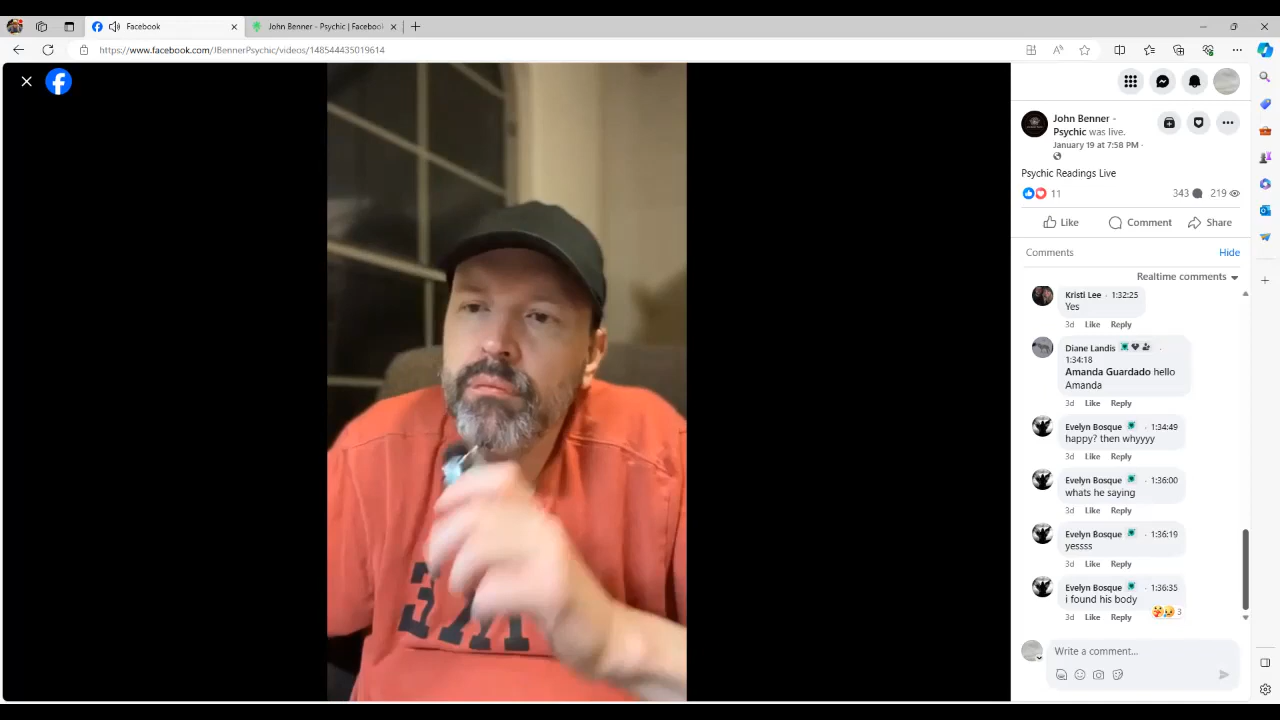 Facebook
John Benner - Psychic | Facebook
https://www.facebook.com/JBennerPsychic/videos/148544435019614
John Benner -
Psychic was live.
January 19 at 7:58 PM ·
Psychic Readings Live
11
343
219
Like
Comment
Share
Comments
Hide
Realtime comments
Kristi Lee · 1:32:25
Yes
3d Like Reply
Diane Landis ·
1:34:18
Amanda Guardado hello
Amanda
3d Like Reply
Evelyn Bosque · 1:34:49
happy? then whyyyy
3d Like Reply
Evelyn Bosque · 1:36:00
whats he saying
3d Like Reply
Evelyn Bosque · 1:36:19
yessss
3d Like Reply
Evelyn Bosque · 1:36:35
i found his body
3
3d Like Reply
Write a comment...